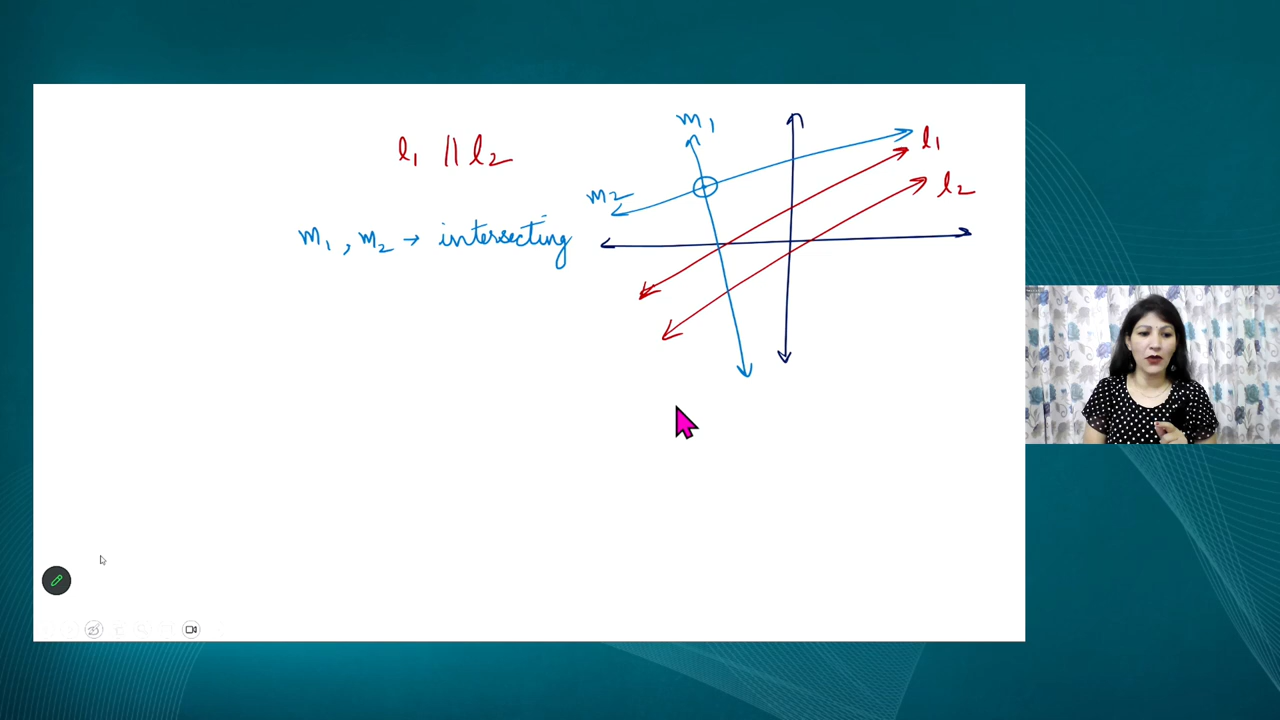 l₁ || l₂
m₁, m₂ → intersecting
m₁
m₂
l₁
l₂